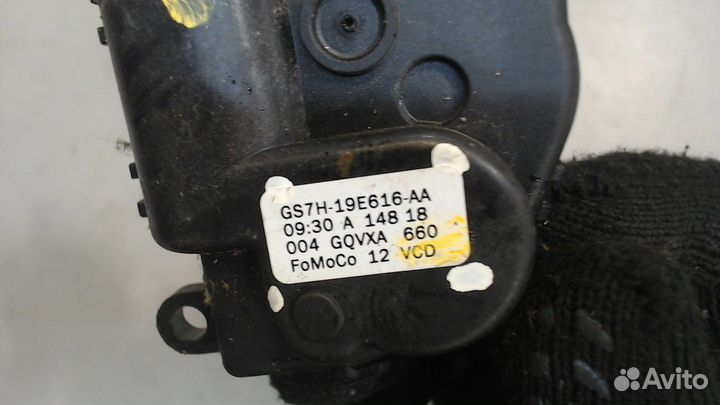 GS7H-19E616-AA
09:30 A 148 18
004 GQVXA 660
FoMoCo 12 VCD
Avito